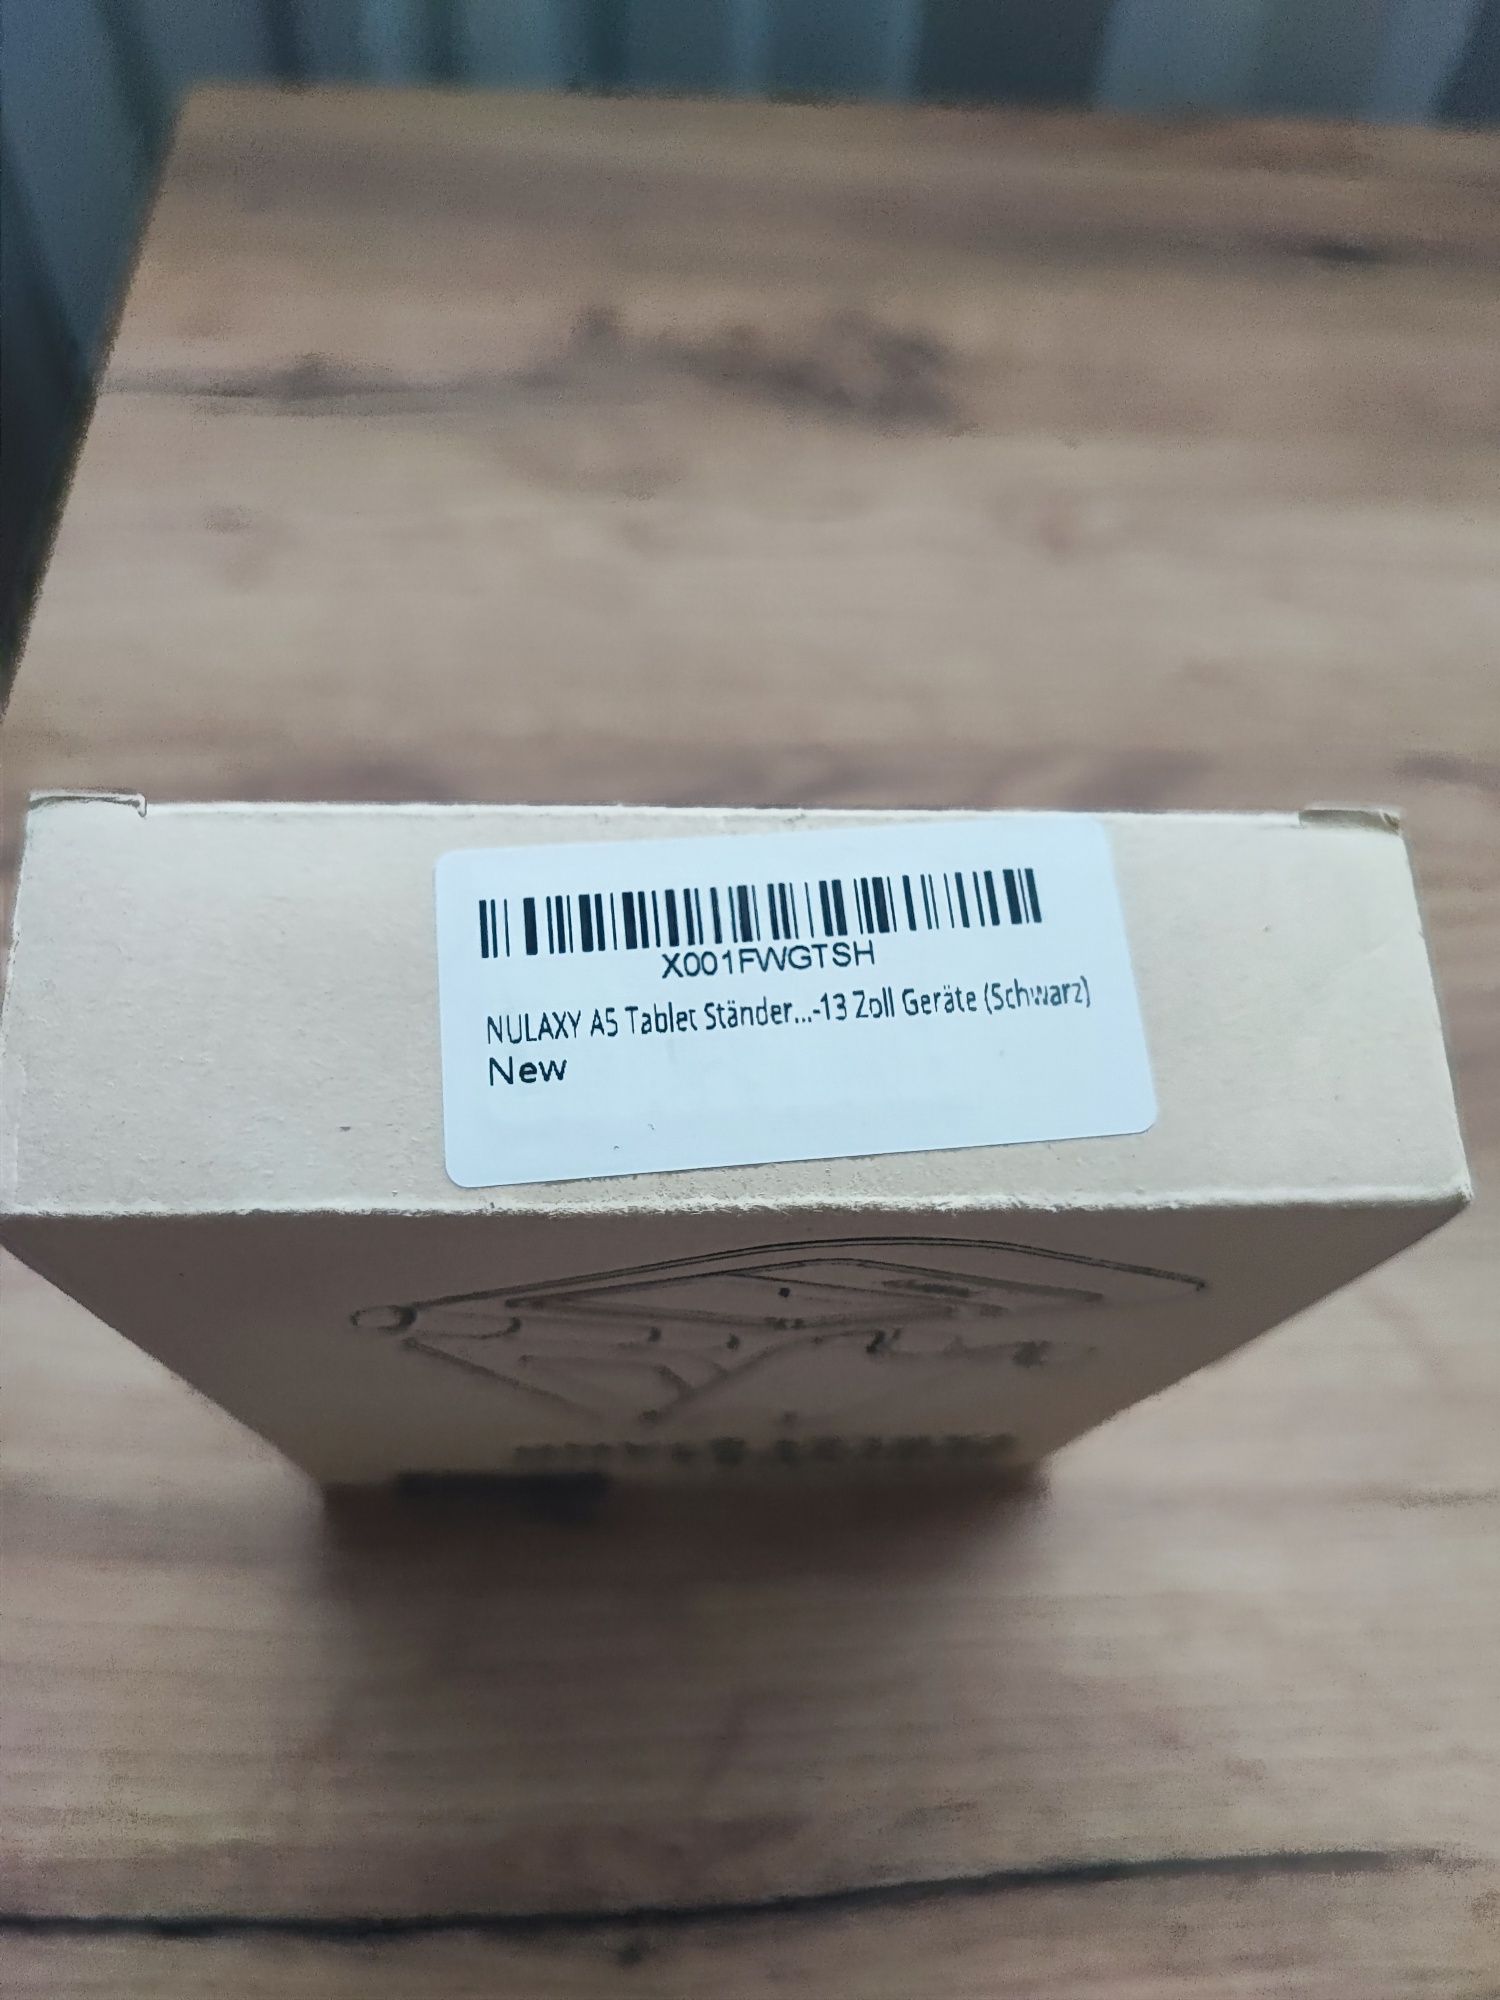 X001FWGTSH
NULAXY A5 Tablet Ständer...-13 Zoll Geräte (Schwarz)
New